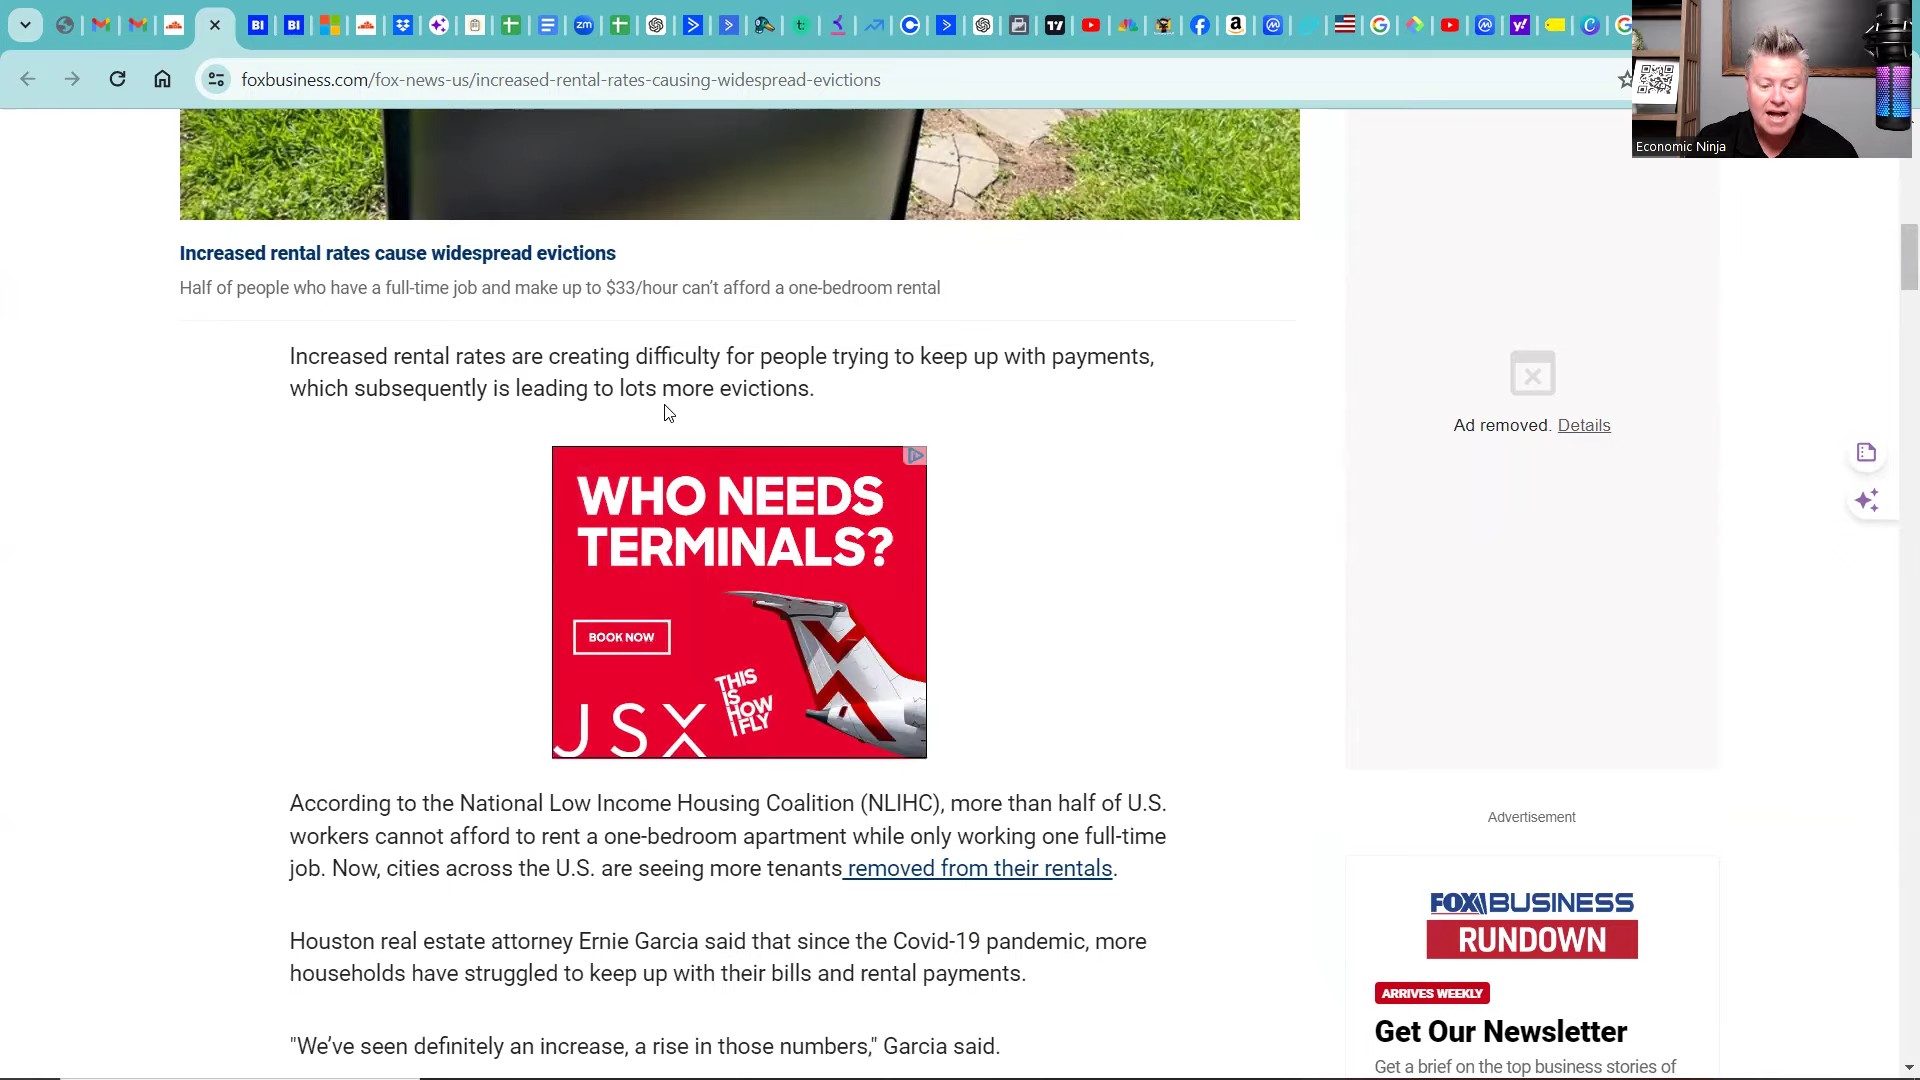 foxbusiness.com/fox-news-us/increased-rental-rates-causing-widespread-evictions
Economic Ninja
Increased rental rates cause widespread evictions
Half of people who have a full-time job and make up to $33/hour can't afford a one-bedroom rental
Increased rental rates are creating difficulty for people trying to keep up with payments,
which subsequently is leading to lots more evictions.
WHO NEEDS
TERMINALS?
BOOK NOW
THIS
IS
HOW
I FLY
JSX
According to the National Low Income Housing Coalition (NLIHC), more than half of U.S.
workers cannot afford to rent a one-bedroom apartment while only working one full-time
job. Now, cities across the U.S. are seeing more tenants removed from their rentals.
Houston real estate attorney Ernie Garcia said that since the Covid-19 pandemic, more
households have struggled to keep up with their bills and rental payments.
"We've seen definitely an increase, a rise in those numbers," Garcia said.
Ad removed. Details
Advertisement
FOX BUSINESS
RUNDOWN
ARRIVES WEEKLY
Get Our Newsletter
Get a brief on the top business stories of